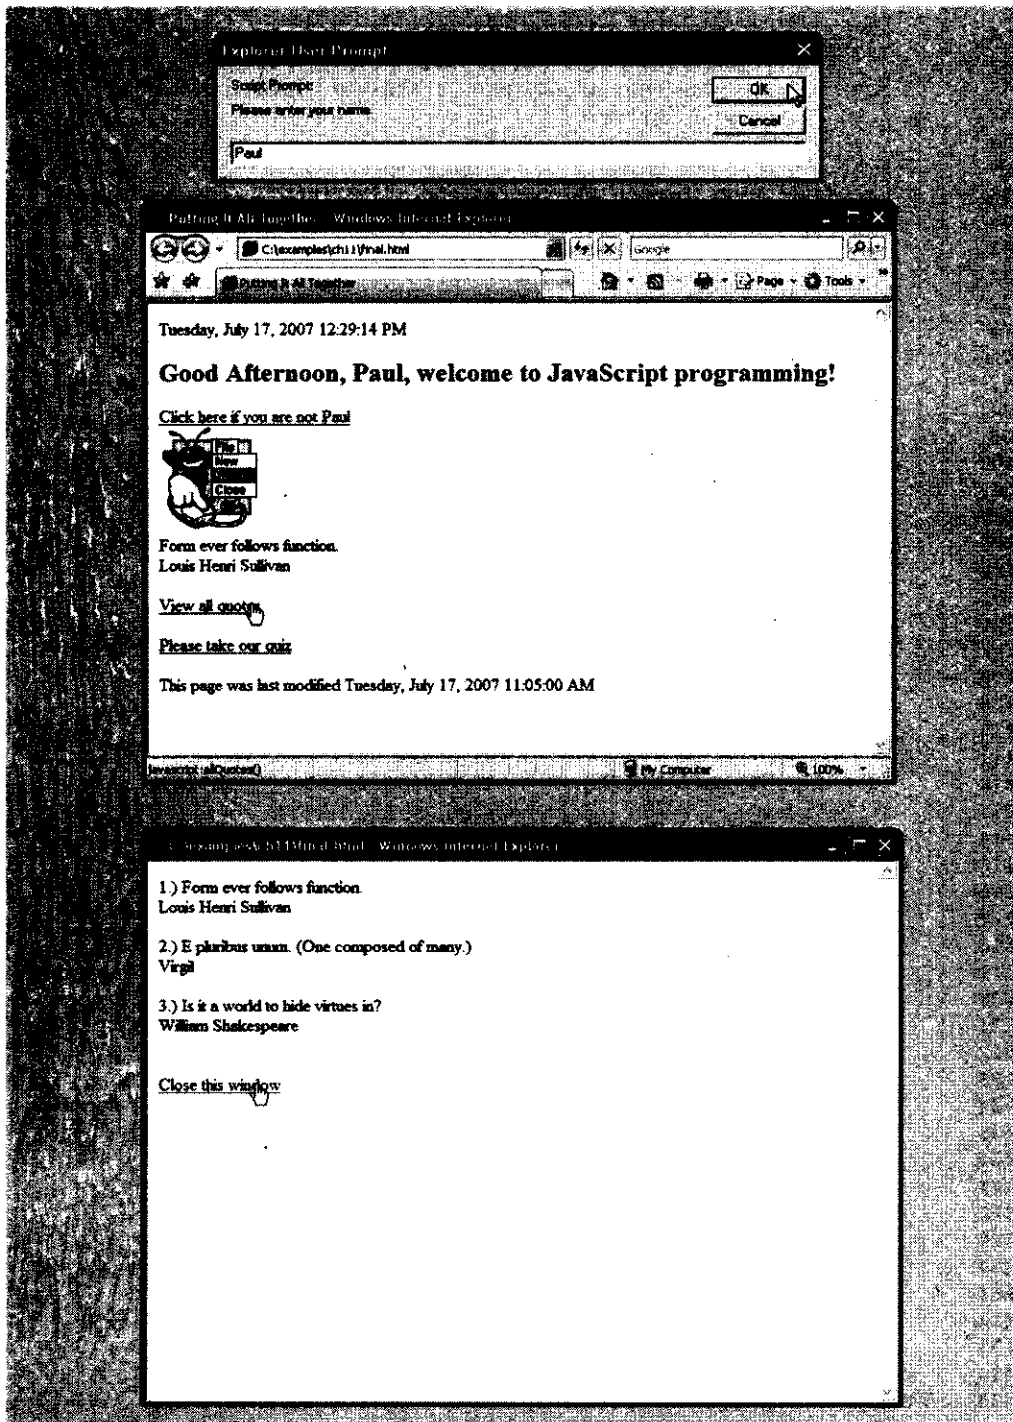 Explorer User Prompt
Script Prompt:
Please enter your name
OK
Cancel
Paul
Putting It All Together - Windows Internet Explorer
C:\examples\ch11\final.html
Google
Putting It All Together
Page
Tools
Tuesday, July 17, 2007 12:29:14 PM
Good Afternoon, Paul, welcome to JavaScript programming!
Click here if you are not Paul
File
New
Close
Form ever follows function.
Louis Henri Sullivan
View all quotes
Please take our quiz
This page was last modified Tuesday, July 17, 2007 11:05:00 AM
javascript:allQuotes()
My Computer
100%
C:\examples\ch11\final.html - Windows Internet Explorer
1.) Form ever follows function.
Louis Henri Sullivan
2.) E pluribus unum. (One composed of many.)
Virgil
3.) Is it a world to hide virtues in?
William Shakespeare
Close this window